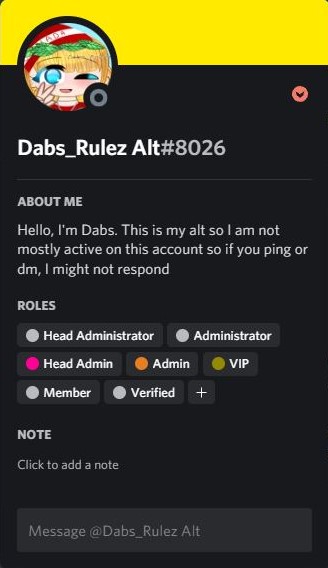 Dabs_Rulez Alt#8026
ABOUT ME
Hello, I'm Dabs. This is my alt so I am not
mostly active on this account so if you ping or
dm, I might not respond
ROLES
Head Administrator Administrator
Head Admin Admin VIP
Member Verified +
NOTE
Click to add a note
Message @Dabs_Rulez Alt